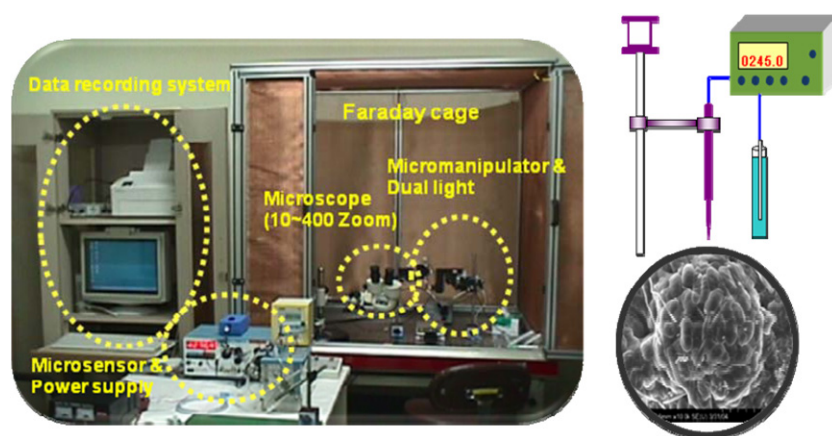 Data recording system
Faraday cage
Micromanipulator &
Dual light
Microscope
(10~400 Zoom)
Microsensor &
Power supply
0245.0